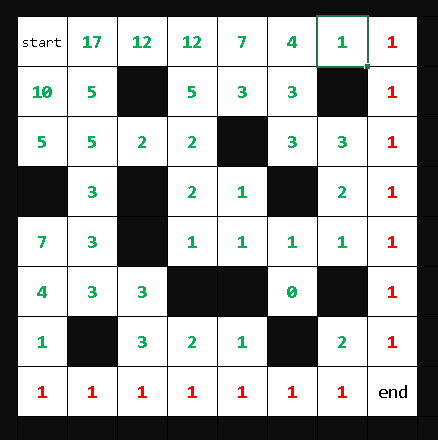 start 17 12 12 7 4 1 1
10 5 5 3 3 1
5 5 2 2 3 3 1
3 2 1 2 1
7 3 1 1 1 1 1
4 3 3 0 1
1 3 2 1 2 1
1 1 1 1 1 1 1 end